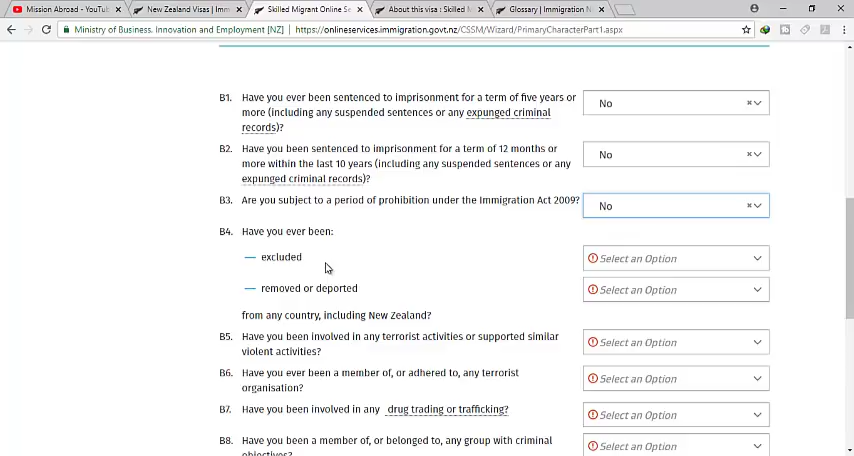 Mission Abroad - YouTub
New Zealand Visas | Imm
Skilled Migrant Online Se
About this visa : Skilled M
Glossary | Immigration N
Ministry of Business, Innovation and Employment [NZ]
https://onlineservices.immigration.govt.nz/CSSM/Wizard/PrimaryCharacterPart1.aspx
B1. Have you ever been sentenced to imprisonment for a term of five years or
more (including any suspended sentences or any expunged criminal
records)?
No
B2. Have you been sentenced to imprisonment for a term of 12 months or
more within the last 10 years (including any suspended sentences or any
expunged criminal records)?
No
B3. Are you subject to a period of prohibition under the Immigration Act 2009?
No
B4. Have you ever been:
— excluded
Select an Option
— removed or deported
Select an Option
from any country, including New Zealand?
B5. Have you been involved in any terrorist activities or supported similar
violent activities?
Select an Option
B6. Have you ever been a member of, or adhered to, any terrorist
organisation?
Select an Option
B7. Have you been involved in any drug trading or trafficking?
Select an Option
B8. Have you been a member of, or belonged to, any group with criminal
objectives?
Select an Option